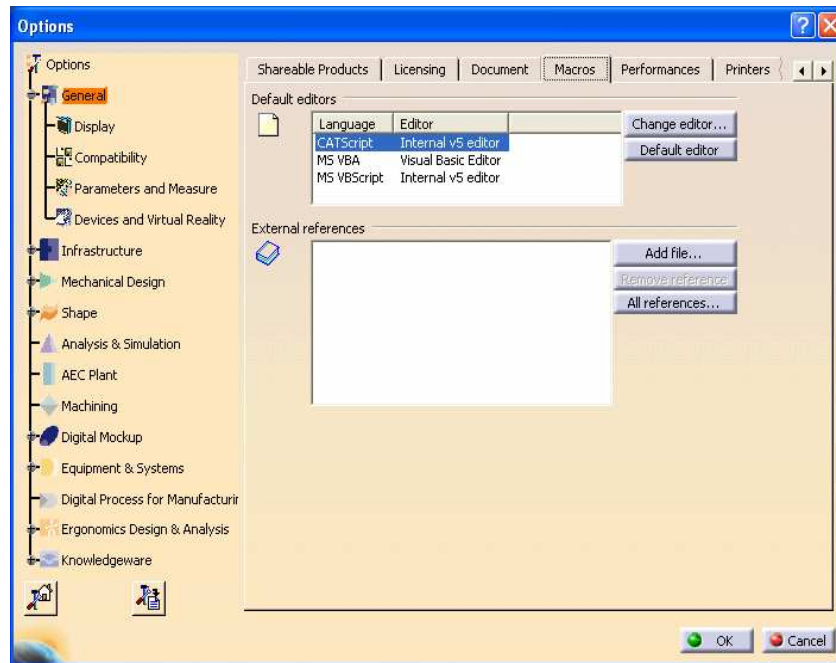 Options
Options
General
Display
Compatibility
Parameters and Measure
Devices and Virtual Reality
Infrastructure
Mechanical Design
Shape
Analysis & Simulation
AEC Plant
Machining
Digital Mockup
Equipment & Systems
Digital Process for Manufacturin
Ergonomics Design & Analysis
Knowledgeware
Shareable Products Licensing Document Macros Performances Printers
Default editors
Language Editor
CATScript Internal v5 editor
MS VBA Visual Basic Editor
MS VBScript Internal v5 editor
Change editor...
Default editor
External references
Add file...
Remove reference
All references...
OK Cancel